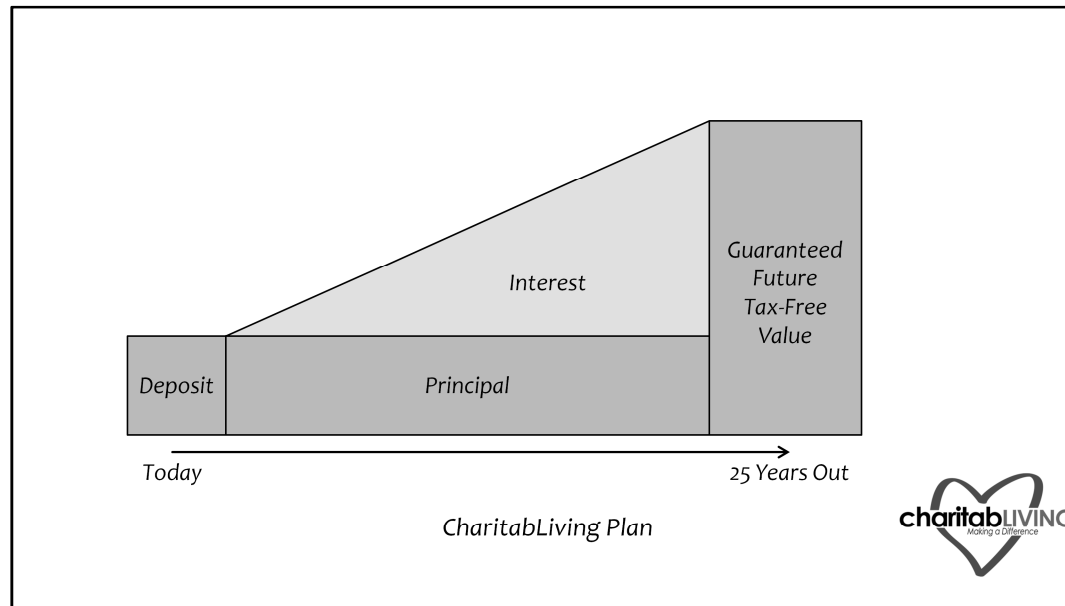 Guaranteed
Future
Tax-Free
Value
Interest
Deposit
Principal
Today
25 Years Out
CharitabLiving Plan
charitabLIVING
Making a Difference